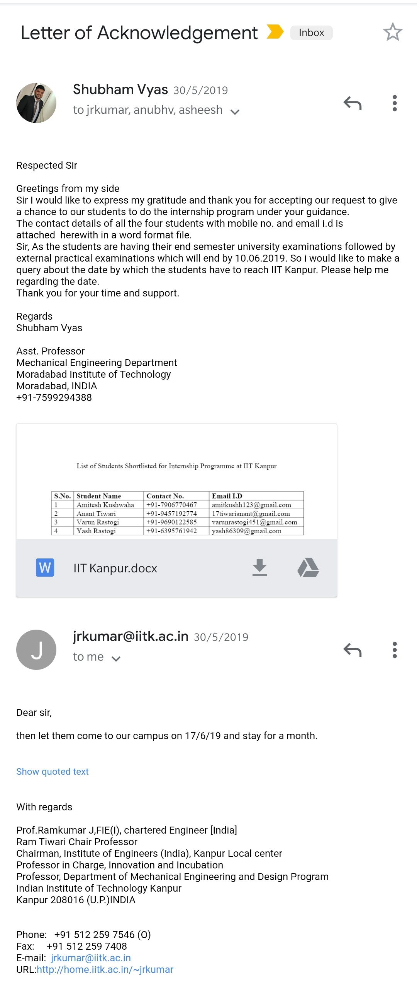 Letter of Acknowledgement Inbox
Shubham Vyas 30/5/2019
to jrkumar, anubhv, asheesh
Respected Sir
Greetings from my side
Sir I would like to express my gratitude and thank you for accepting our request to give
a chance to our students to do the internship program under your guidance.
The contact details of all the four students with mobile no. and email i.d is
attached  herewith in a word format file.
Sir, As the students are having their end semester university examinations followed by
external practical examinations which will end by 10.06.2019. So i would like to make a
query about the date by which the students have to reach IIT Kanpur. Please help me
regarding the date.
Thank you for your time and support.
Regards
Shubham Vyas
Asst. Professor
Mechanical Engineering Department
Moradabad Institute of Technology
Moradabad, INDIA
+91-7599294388
List of Students Shortlisted for Internship Programme at IIT Kanpur
S.No. Student Name Contact No. Email I.D
1 Amitesh Kushwaha +91-7906770467 amitkushh123@gmail.com
2 Anant Tiwari +91-9457192774 17tiwarianant@gmail.com
3 Varun Rastogi +91-9690122585 varunrastogi451@gmail.com
4 Yash Rastogi +91-6395761942 yash86309@gmail.com
W IIT Kanpur.docx
J jrkumar@iitk.ac.in 30/5/2019
to me
Dear sir,
then let them come to our campus on 17/6/19 and stay for a month.
Show quoted text
With regards
Prof.Ramkumar J,FIE(I), chartered Engineer [India]
Ram Tiwari Chair Professor
Chairman, Institute of Engineers (India), Kanpur Local center
Professor in Charge, Innovation and Incubation
Professor, Department of Mechanical Engineering and Design Program
Indian Institute of Technology Kanpur
Kanpur 208016 (U.P.)INDIA
Phone:   +91 512 259 7546 (O)
Fax:     +91 512 259 7408
E-mail:  jrkumar@iitk.ac.in
URL:http://home.iitk.ac.in/~jrkumar